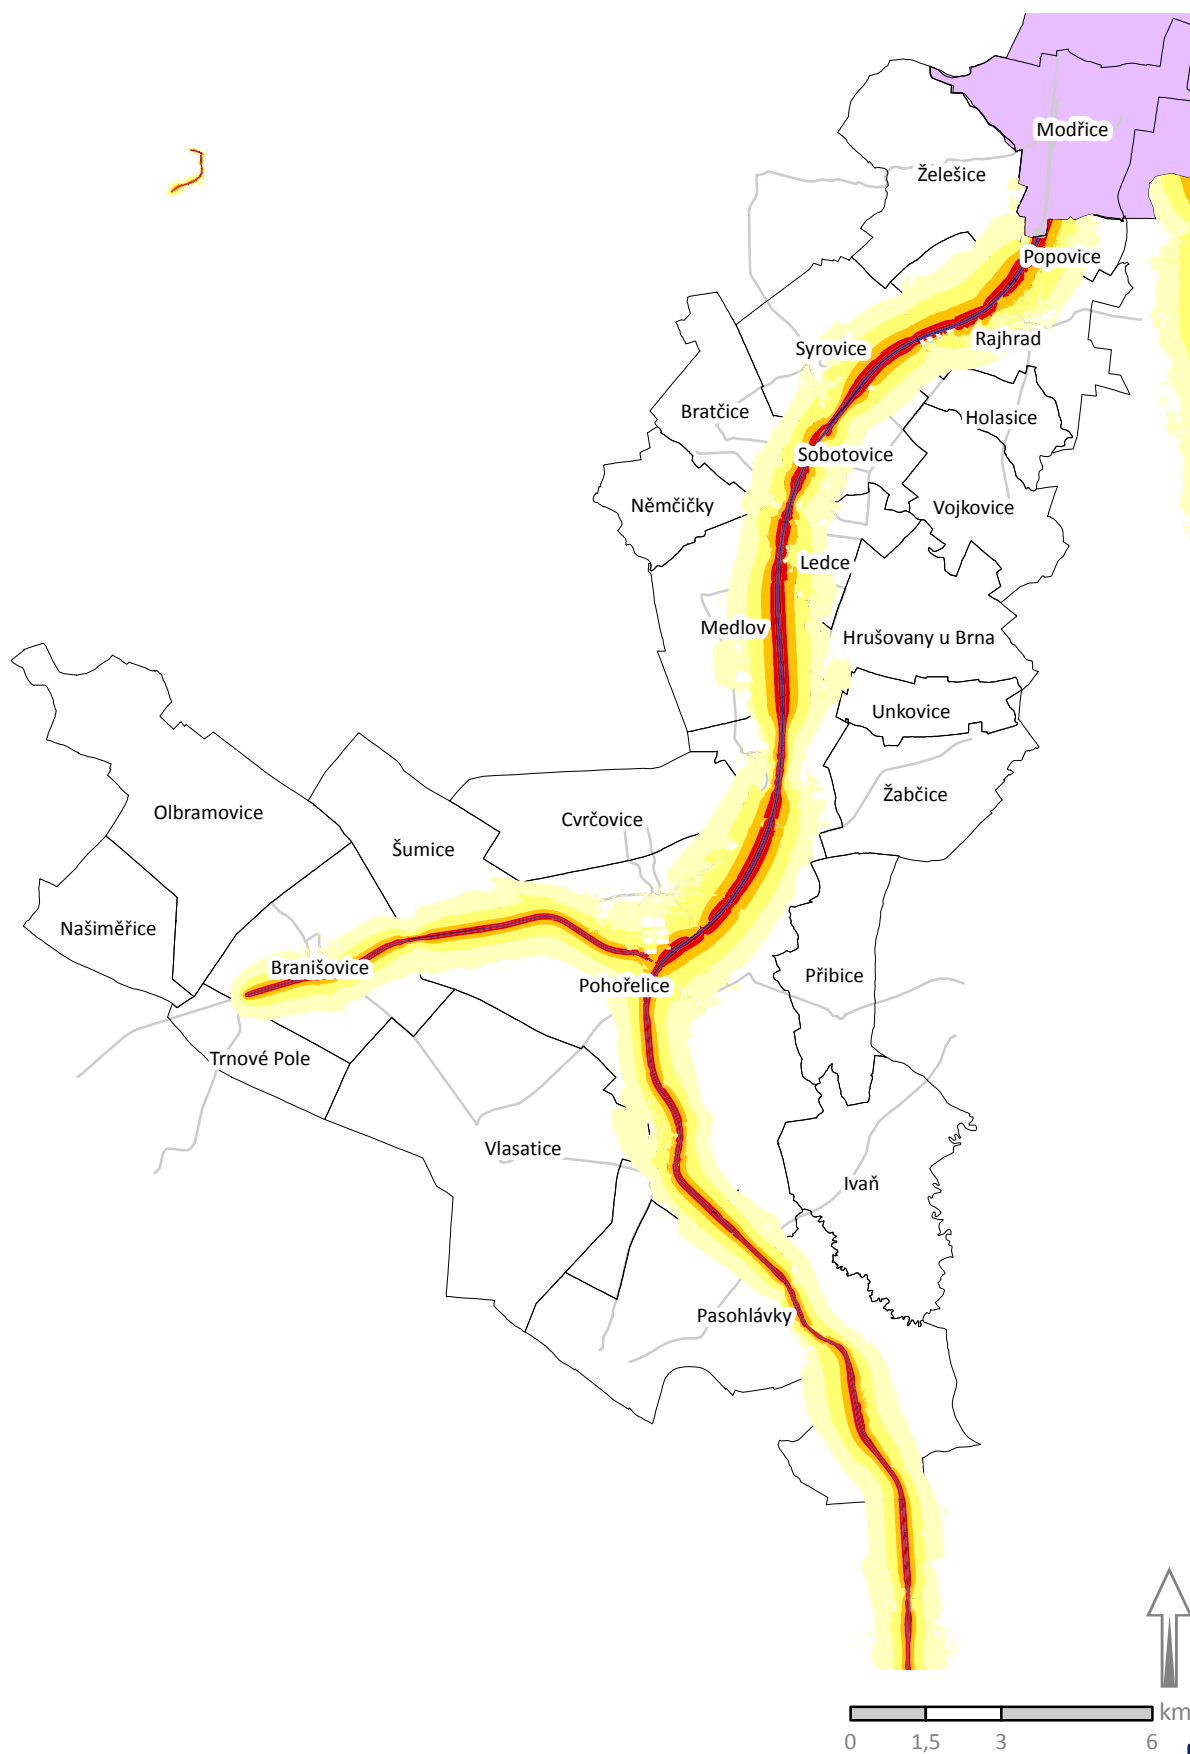 Modřice
Želešice
Popovice
Rajhrad
Syrovice
Bratčice
Holasice
Sobotovice
Němčičky
Vojkovice
Ledce
Medlov
Hrušovany u Brna
Unkovice
Žabčice
Olbramovice
Cvrčovice
Šumice
Našiměřice
Branišovice
Přibice
Pohořelice
Trnové Pole
Vlasatice
Ivaň
Pasohlávky
km
0 1,5 3 6